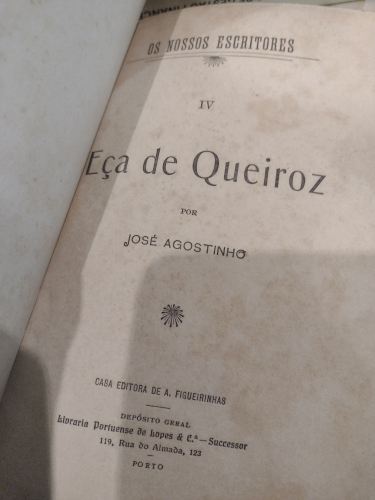 OS NOSSOS ESCRITORES
IV
Eça de Queiroz
POR
JOSÉ AGOSTINHO
CASA EDITORA DE A. FIGUEIRINHAS
DEPÓSITO GERAL
Livraria Portuense de Lopes & C.ª — Successor
119, Rua do Almada, 123
PORTO